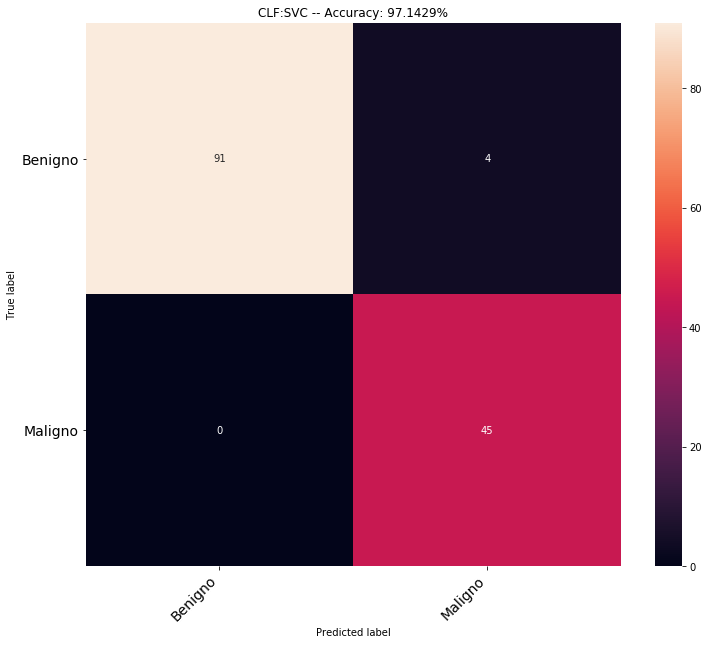 CLF:SVC -- Accuracy: 97.1429%
Benigno
91
4
80
60
True label
40
Maligno
0
45
20
0
Benigno
Maligno
Predicted label